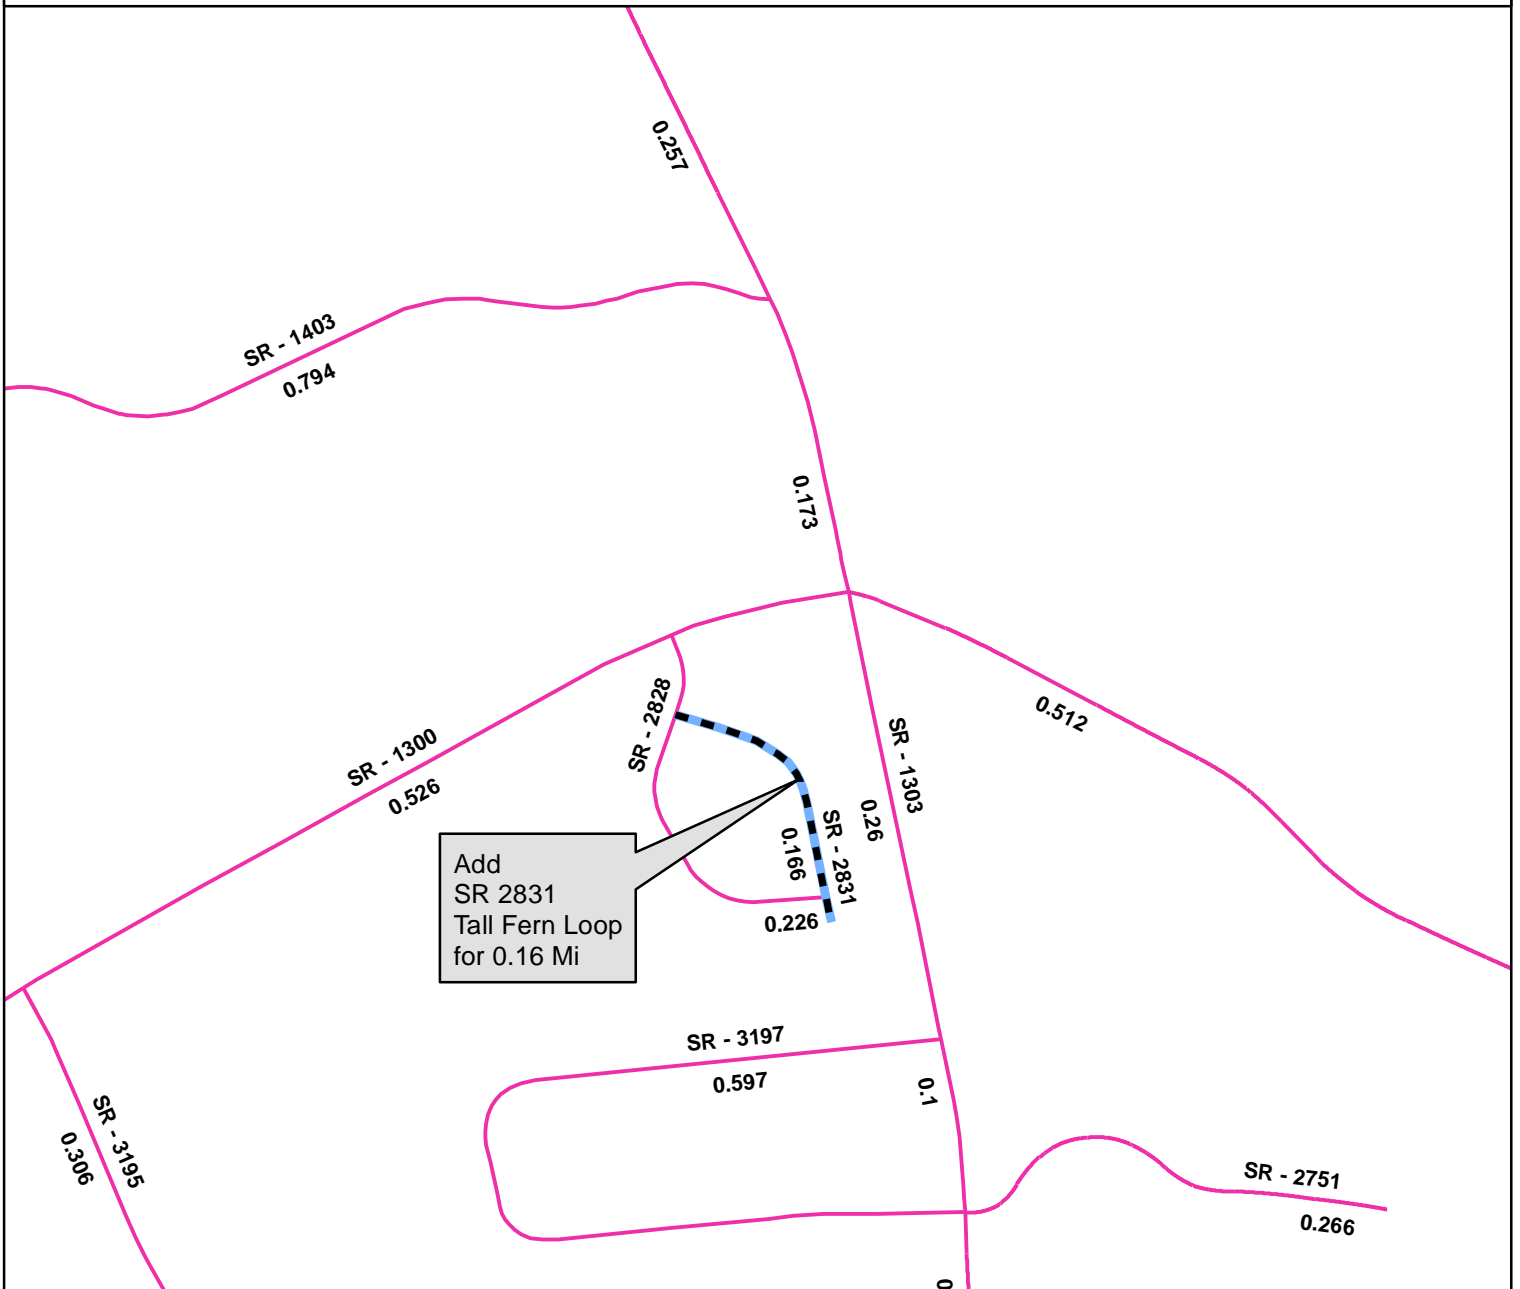 0.257
SR - 1403
0.794
0.173
SR - 2828
0.512
SR - 1303
SR - 1300
0.526
0.26
SR - 2831
0.166
Add
SR 2831
Tall Fern Loop
for 0.16 Mi
0.226
SR - 3197
0.597
0.1
SR - 3195
0.306
SR - 2751
0.266
0